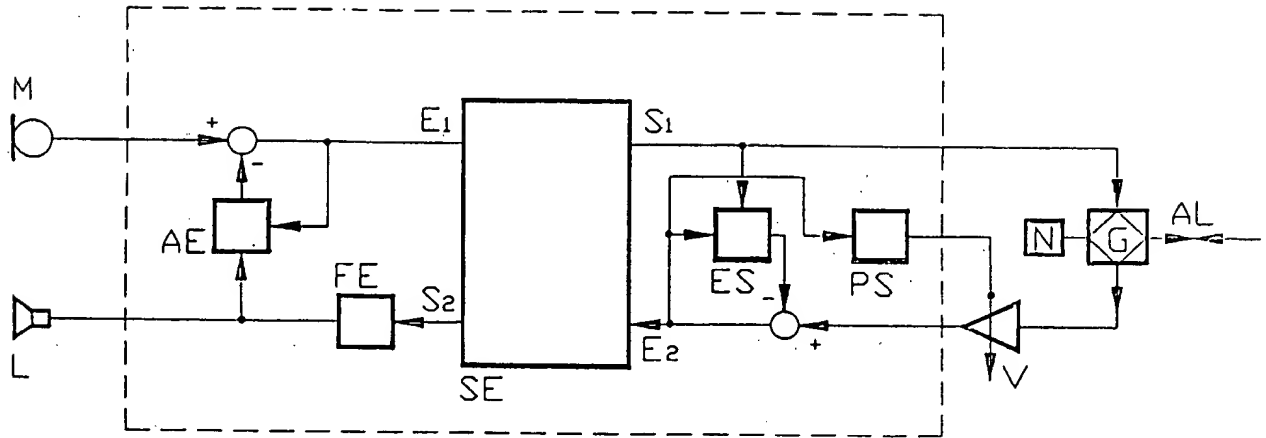 M
+
-
E1
S1
AE
FE
S2
ES
PS
N
G
AL
-
+
E2
L
SE
V